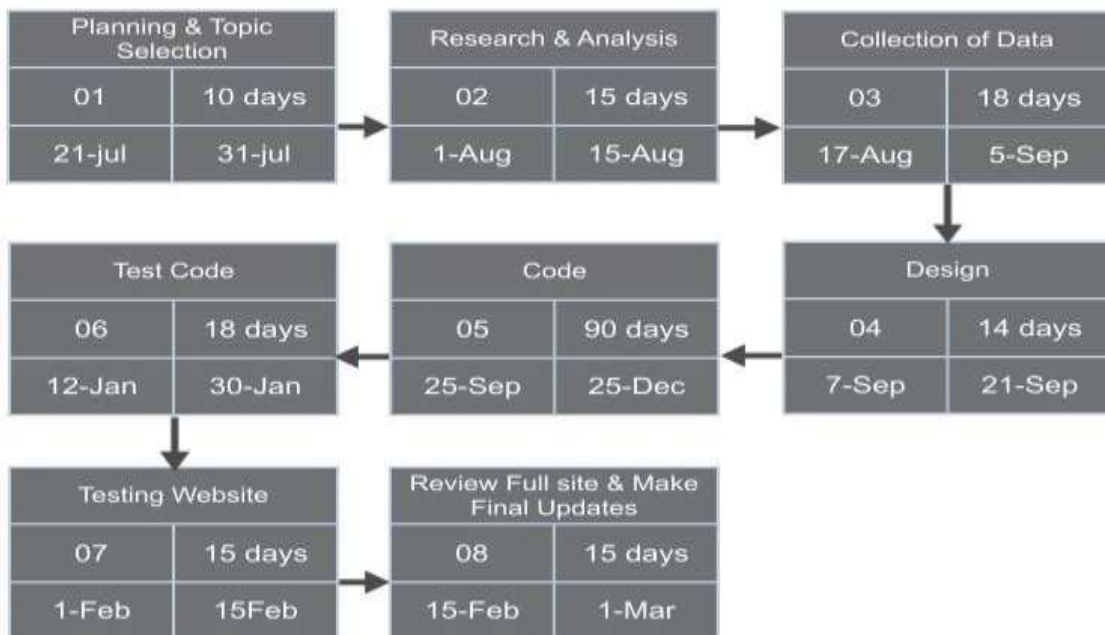 Planning & Topic
Selection
01
10 days
21-jul
31-jul
Research & Analysis
02
15 days
1-Aug
15-Aug
Collection of Data
03
18 days
17-Aug
5-Sep
Design
04
14 days
7-Sep
21-Sep
Code
05
90 days
25-Sep
25-Dec
Test Code
06
18 days
12-Jan
30-Jan
Testing Website
07
15 days
1-Feb
15Feb
Review Full site & Make
Final Updates
08
15 days
15-Feb
1-Mar